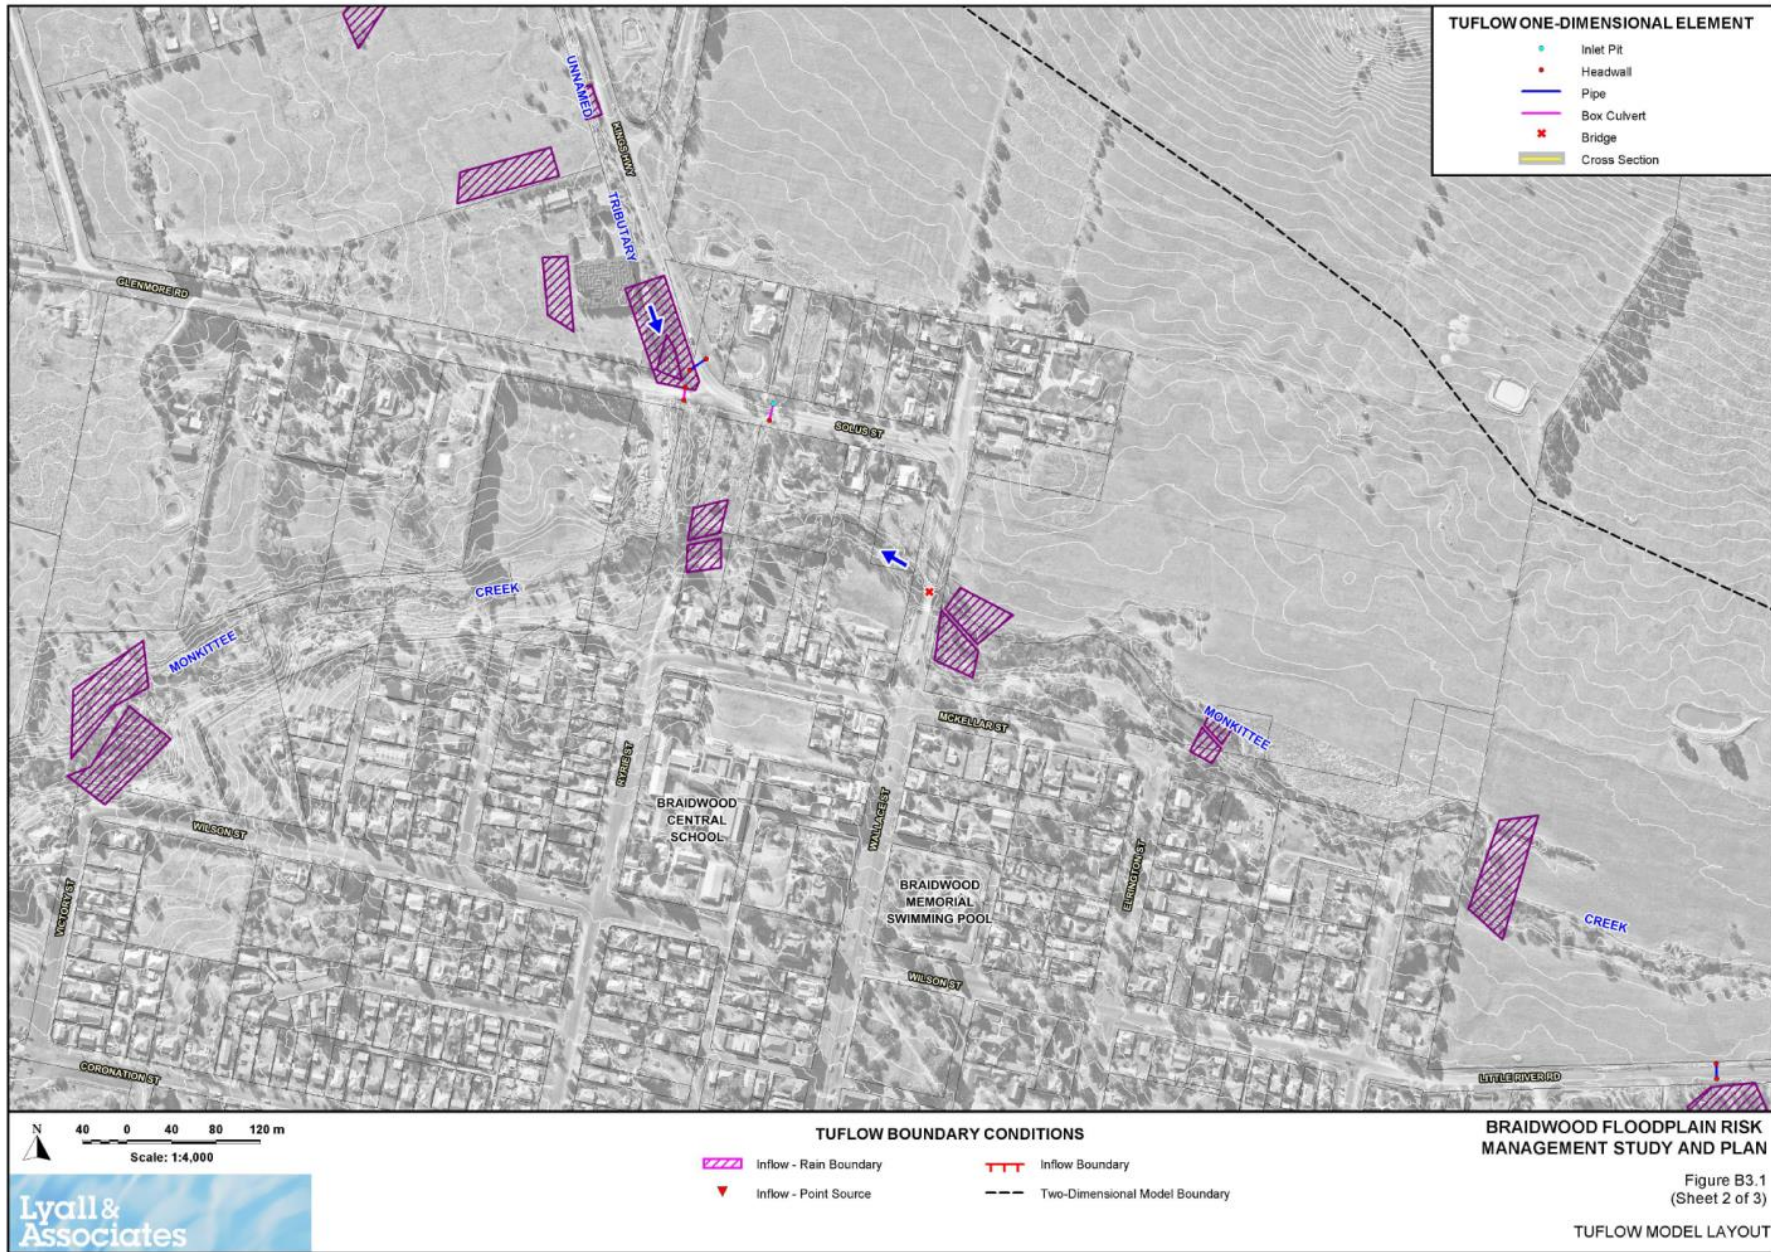 TUFLOW ONE-DIMENSIONAL ELEMENT
Inlet Pit
Headwall
Pipe
Box Culvert
Bridge
Cross Section
UNNAMED
KINGS HWY
TRIBUTARY
GLENMORE RD
SOLUS ST
CREEK
MONKITTEE
MCKELLAR ST
MONKITTEE
RYRIE ST
BRAIDWOOD
CENTRAL
SCHOOL
WALLACE ST
WILSON ST
BRAIDWOOD
MEMORIAL
SWIMMING POOL
ELRINGTON ST
VICTORY ST
CREEK
WILSON ST
CORONATION ST
LITTLE RIVER RD
N
40 0 40 80 120 m
Scale: 1:4,000
Lyall &
Associates
TUFLOW BOUNDARY CONDITIONS
Inflow - Rain Boundary
Inflow Boundary
Inflow - Point Source
Two-Dimensional Model Boundary
BRAIDWOOD FLOODPLAIN RISK
MANAGEMENT STUDY AND PLAN
Figure B3.1
(Sheet 2 of 3)
TUFLOW MODEL LAYOUT